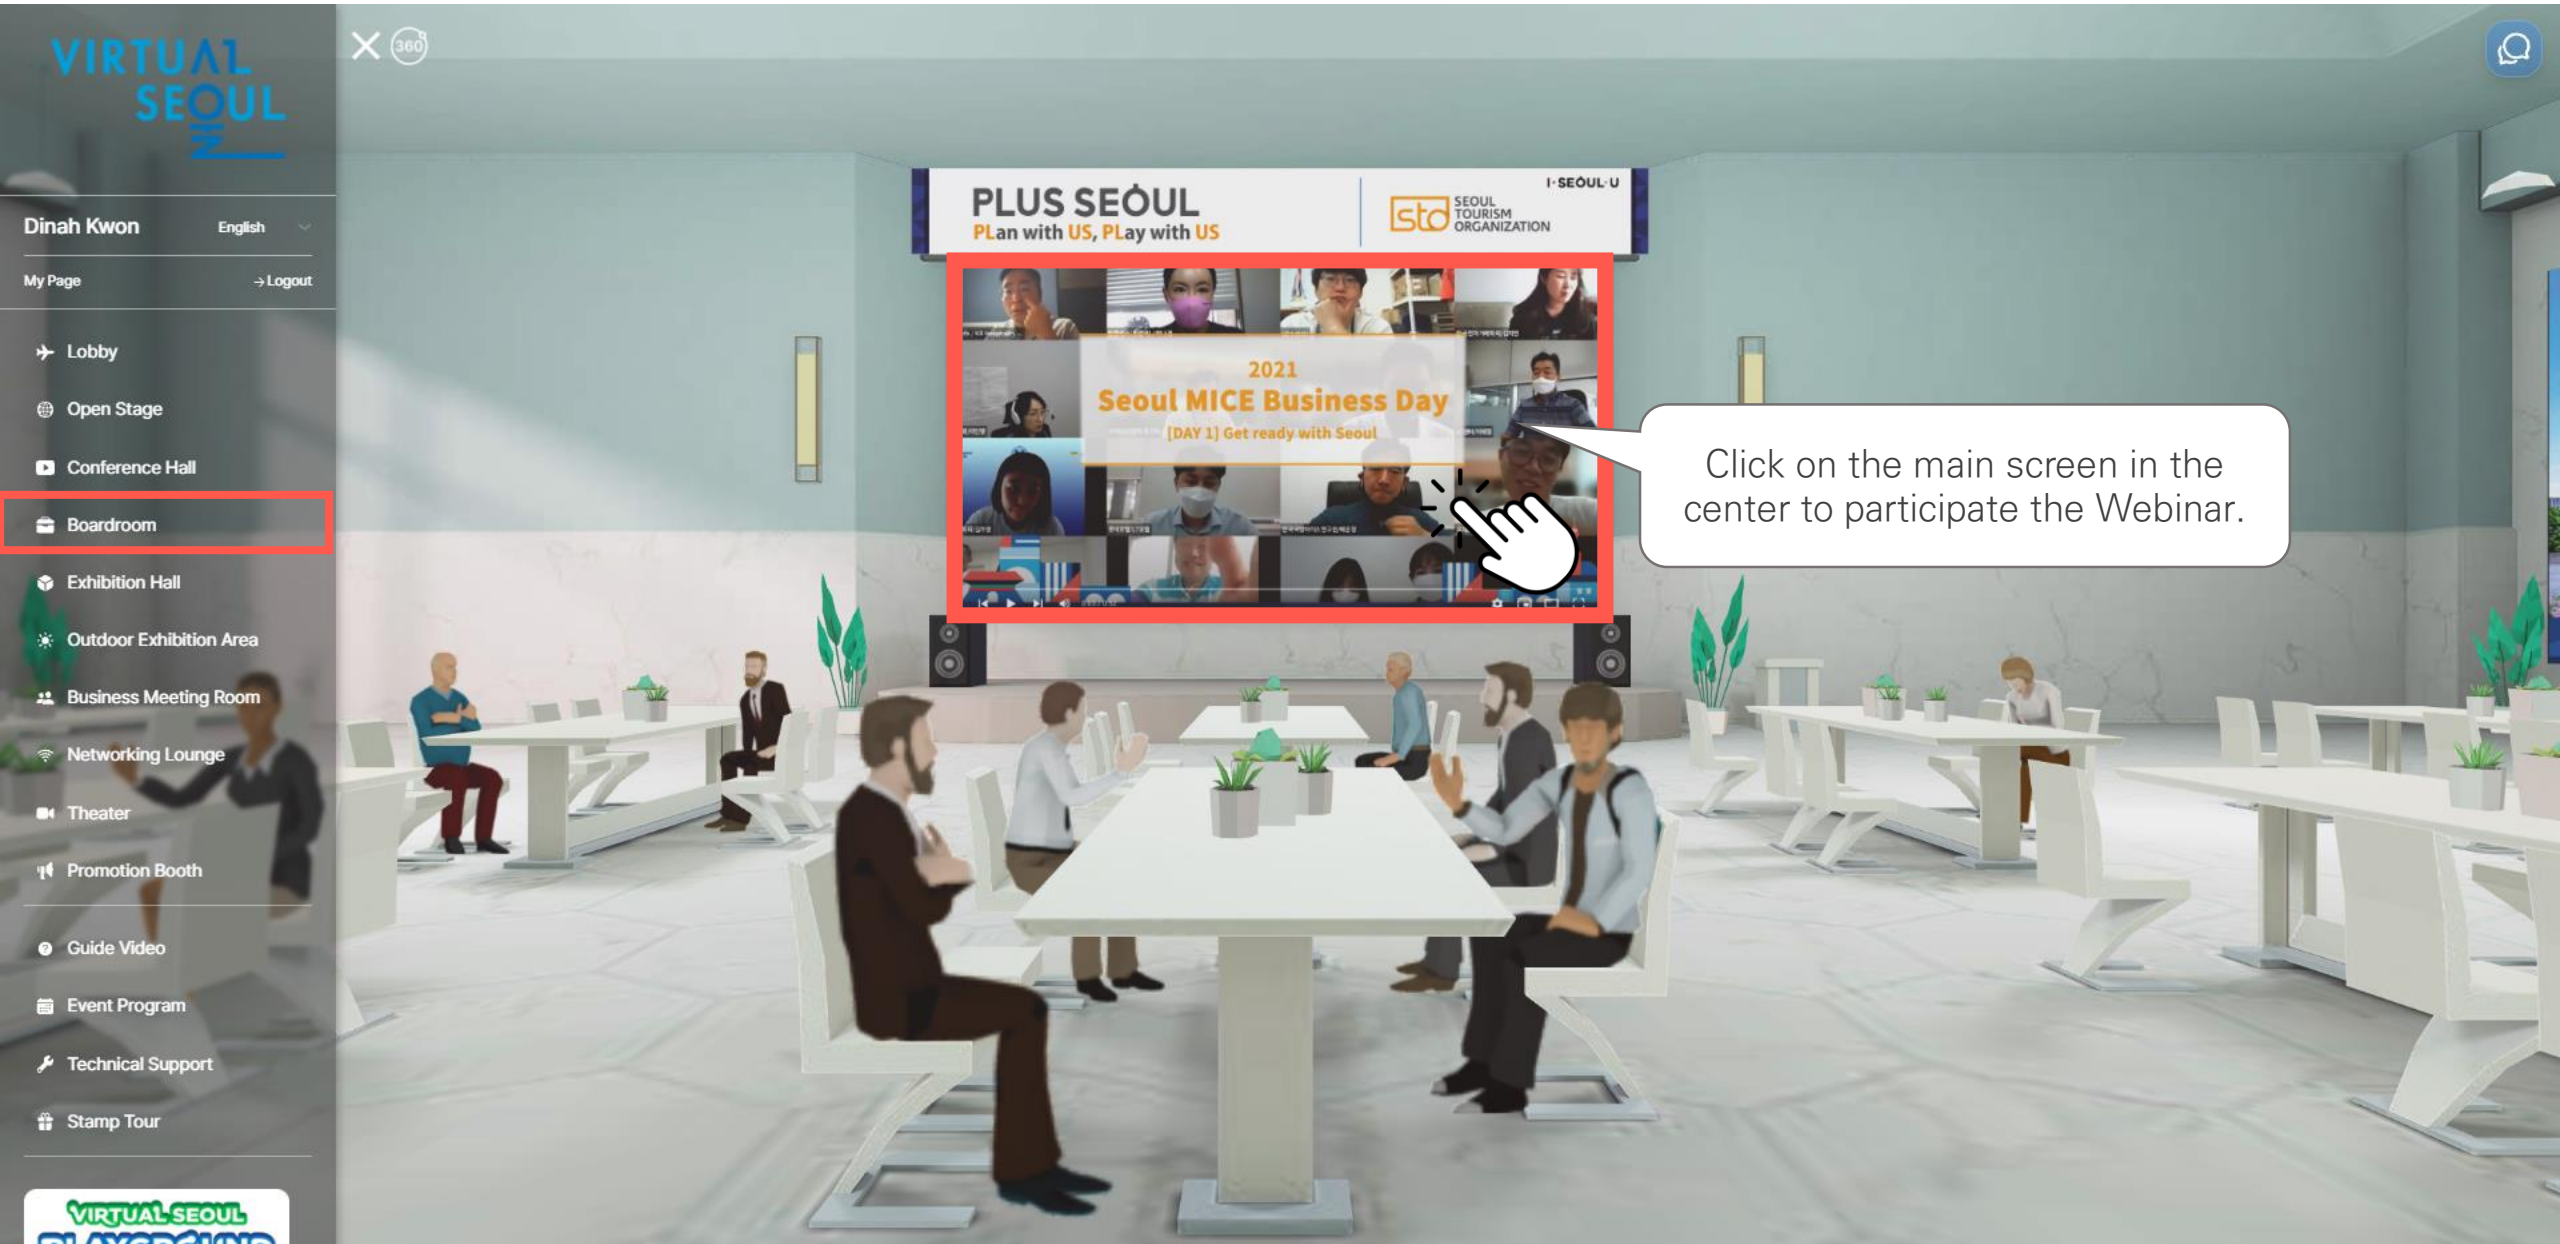 VIRTUAL
SEOUL
360°
Dinah Kwon
English
My Page
Logout
Lobby
Open Stage
Conference Hall
Boardroom
Exhibition Hall
Outdoor Exhibition Area
Business Meeting Room
Networking Lounge
Theater
Promotion Booth
Guide Video
Event Program
Technical Support
Stamp Tour
VIRTUAL SEOUL
PLAYGROUND
PLUS SEOUL
PLan with US, PLay with US
I·SEOUL·U
sto
SEOUL
TOURISM
ORGANIZATION
2021
Seoul MICE Business Day
[DAY 1] Get ready with Seoul
Click on the main screen in the
center to participate the Webinar.